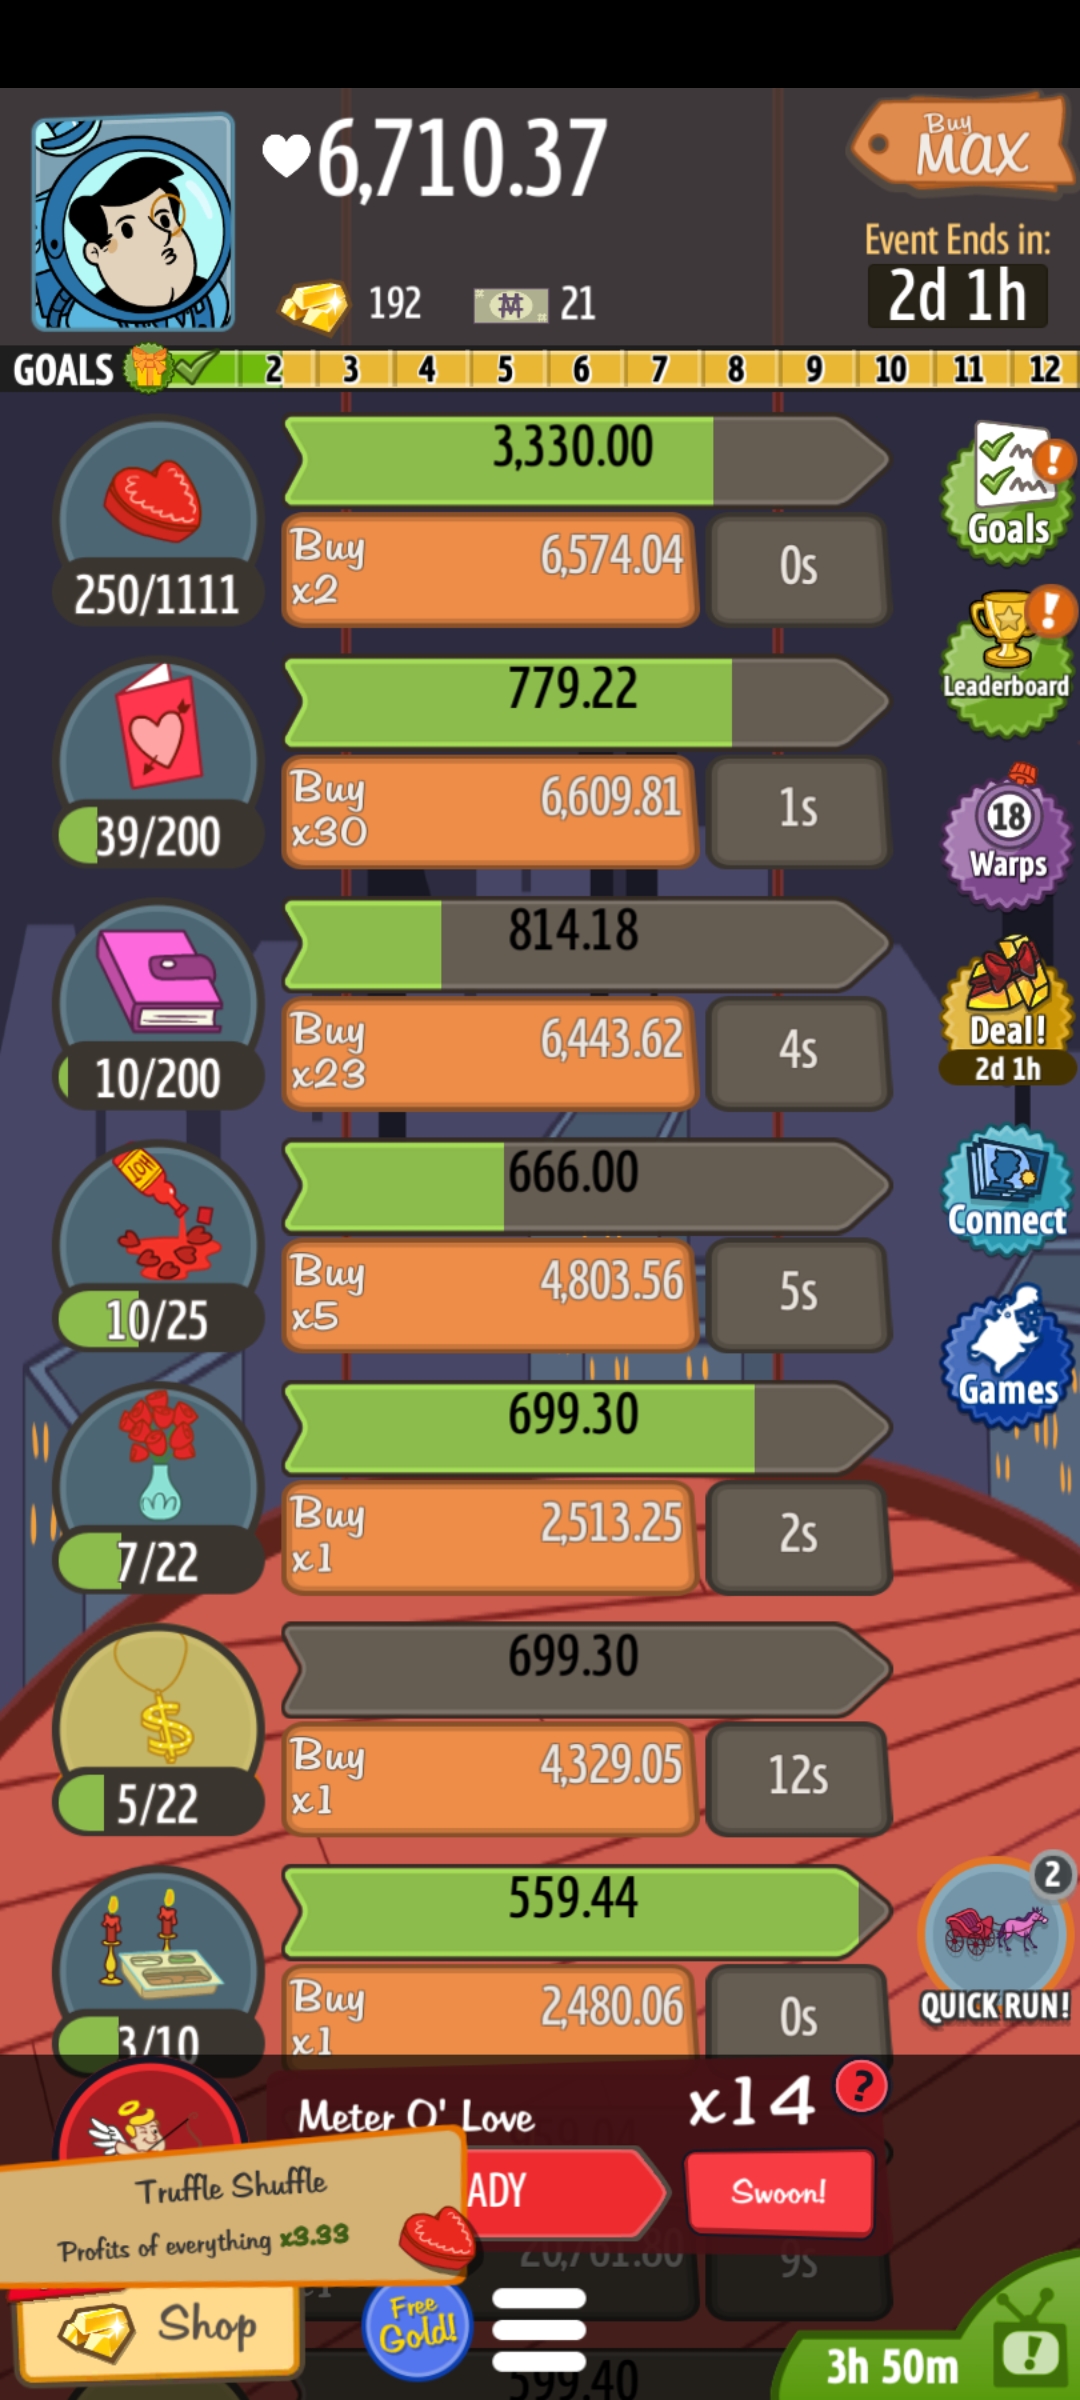 6,710.37
Buy
MAX
192
21
Event Ends in:
2d 1h
GOALS 2 3 4 5 6 7 8 9 10 11 12
3,330.00
Buy
x2
6,574.04
0s
250/1111
Goals
779.22
Buy
x30
6,609.81
1s
39/200
Leaderboard
814.18
Buy
x23
6,443.62
4s
10/200
18
Warps
HOT
666.00
Buy
x5
4,803.56
5s
10/25
Deal!
2d 1h
699.30
Buy
x1
2,513.25
2s
7/22
Connect
699.30
Buy
x1
4,329.05
12s
5/22
Games
559.44
Buy
x1
2,480.06
0s
3/10
2
QUICK RUN!
Meter O' Love
x14
?
ADY
Swoon!
Truffle Shuffle
Profits of everything x3.33
9s
Shop
Free
Gold!
599.40
3h 50m